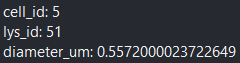 cell_id: 5
lys_id: 51
diameter_um: 0.5572000023722649